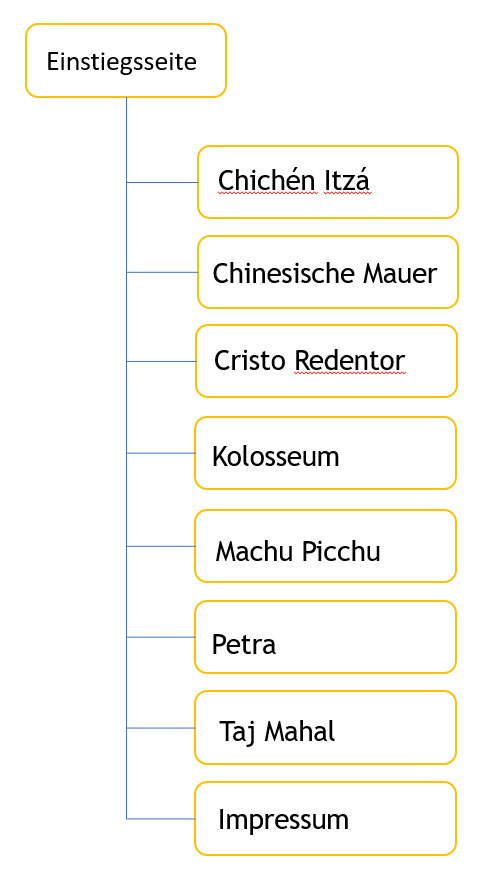 Einstiegsseite
Chichén Itzá
Chinesische Mauer
Cristo Redentor
Kolosseum
Machu Picchu
Petra
Taj Mahal
Impressum